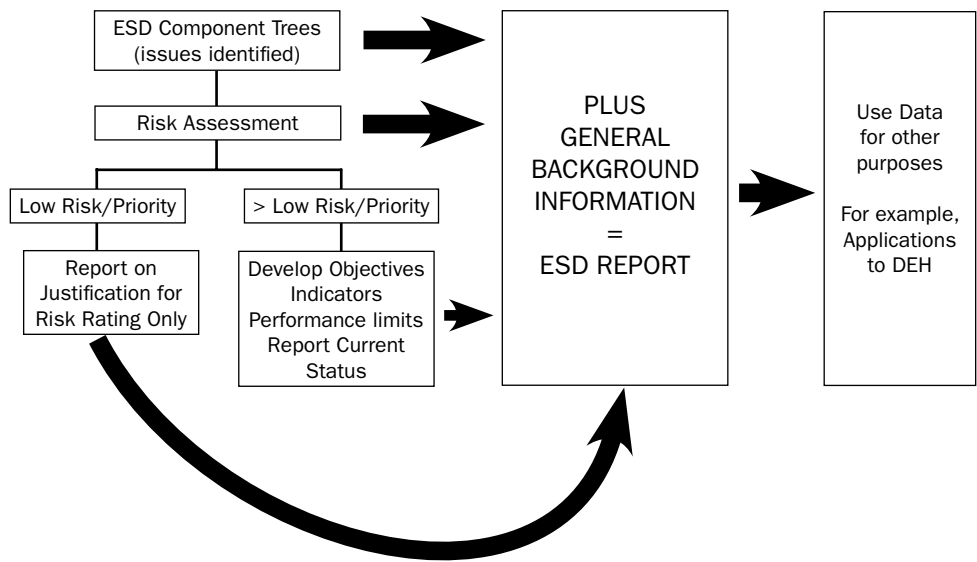 ESD Component Trees
(issues identified)
Risk Assessment
Low Risk/Priority
> Low Risk/Priority
Report on
Justification for
Risk Rating Only
Develop Objectives
Indicators
Performance limits
Report Current
Status
PLUS
GENERAL
BACKGROUND
INFORMATION
=
ESD REPORT
Use Data
for other
purposes
For example,
Applications
to DEH